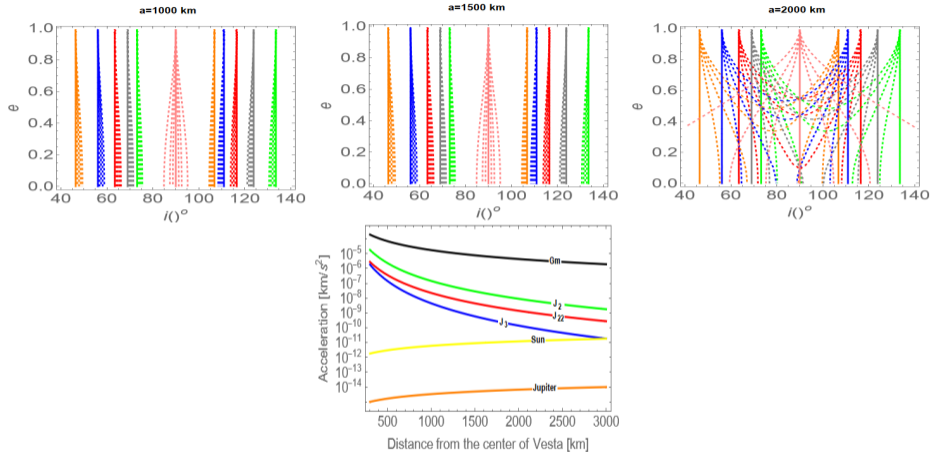 a=1000 km
a=1500 km
a=2000 km
e
1.0
0.8
0.6
0.4
0.2
0.0
40 60 80 100 120 140
i()º
e
1.0
0.8
0.6
0.4
0.2
0.0
40 60 80 100 120 140
i()º
e
1.0
0.8
0.6
0.4
0.2
0.0
40 60 80 100 120 140
i()º
Acceleration [km/s²]
10⁻⁵
10⁻⁶
10⁻⁷
10⁻⁸
10⁻⁹
10⁻¹⁰
10⁻¹¹
10⁻¹²
10⁻¹⁴
Gm
J₂
J₂₂
J₃
Sun
Jupiter
500 1000 1500 2000 2500 3000
Distance from the center of Vesta [km]